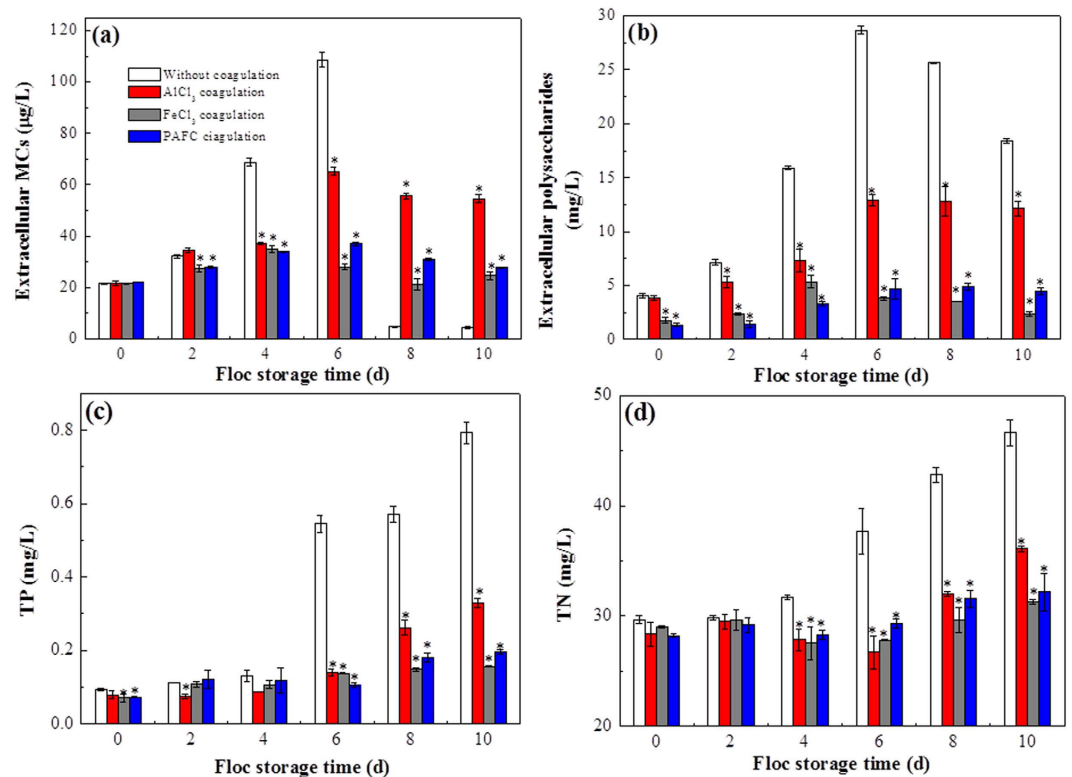 (a)
Extracellular MCs (μg/L)
120
100
80
60
40
20
0
Without coagulation
AlCl3 coagulation
FeCl3 coagulation
PAFC ciagulation
* * * * * * * * * * * * *
0 2 4 6 8 10
Floc storage time (d)
(b)
Extracellular polysaccharides
(mg/L)
30
25
20
15
10
5
0
* * * * * * * * * * * * * * * * *
0 2 4 6 8 10
Floc storage time (d)
(c)
TP (mg/L)
0.8
0.6
0.4
0.2
0.0
* * * * * * * * * * * *
0 2 4 6 8 10
Floc storage time (d)
(d)
TN (mg/L)
50
40
30
20
* * * * * * * * * * * *
0 2 4 6 8 10
Floc storage time (d)